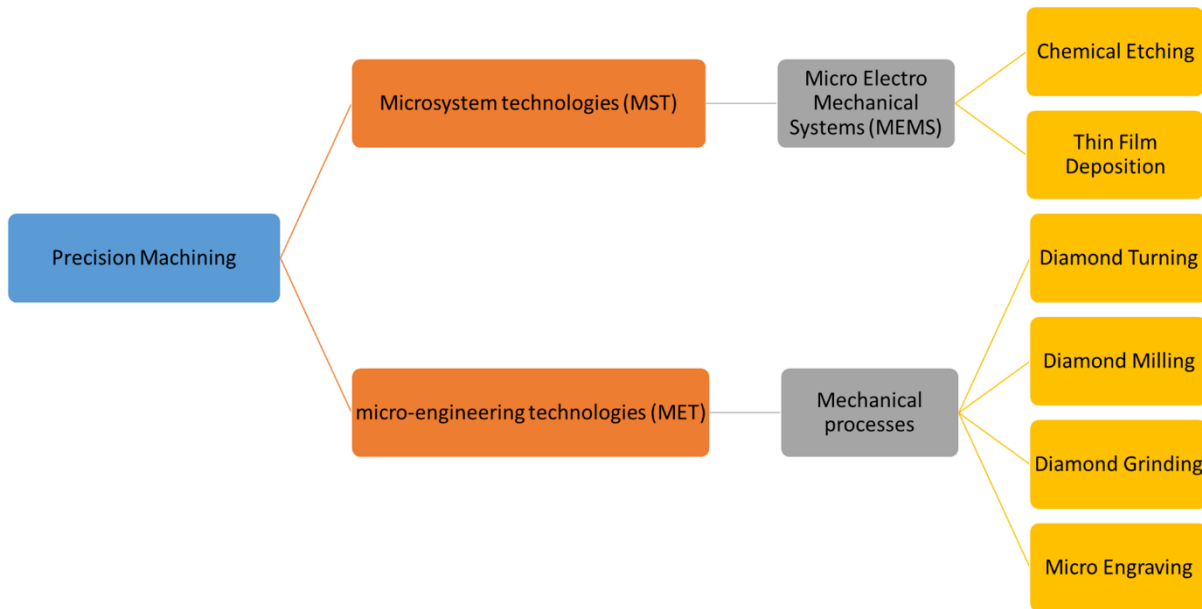 Precision Machining
Microsystem technologies (MST)
micro-engineering technologies (MET)
Micro Electro
Mechanical
Systems (MEMS)
Mechanical
processes
Chemical Etching
Thin Film
Deposition
Diamond Turning
Diamond Milling
Diamond Grinding
Micro Engraving